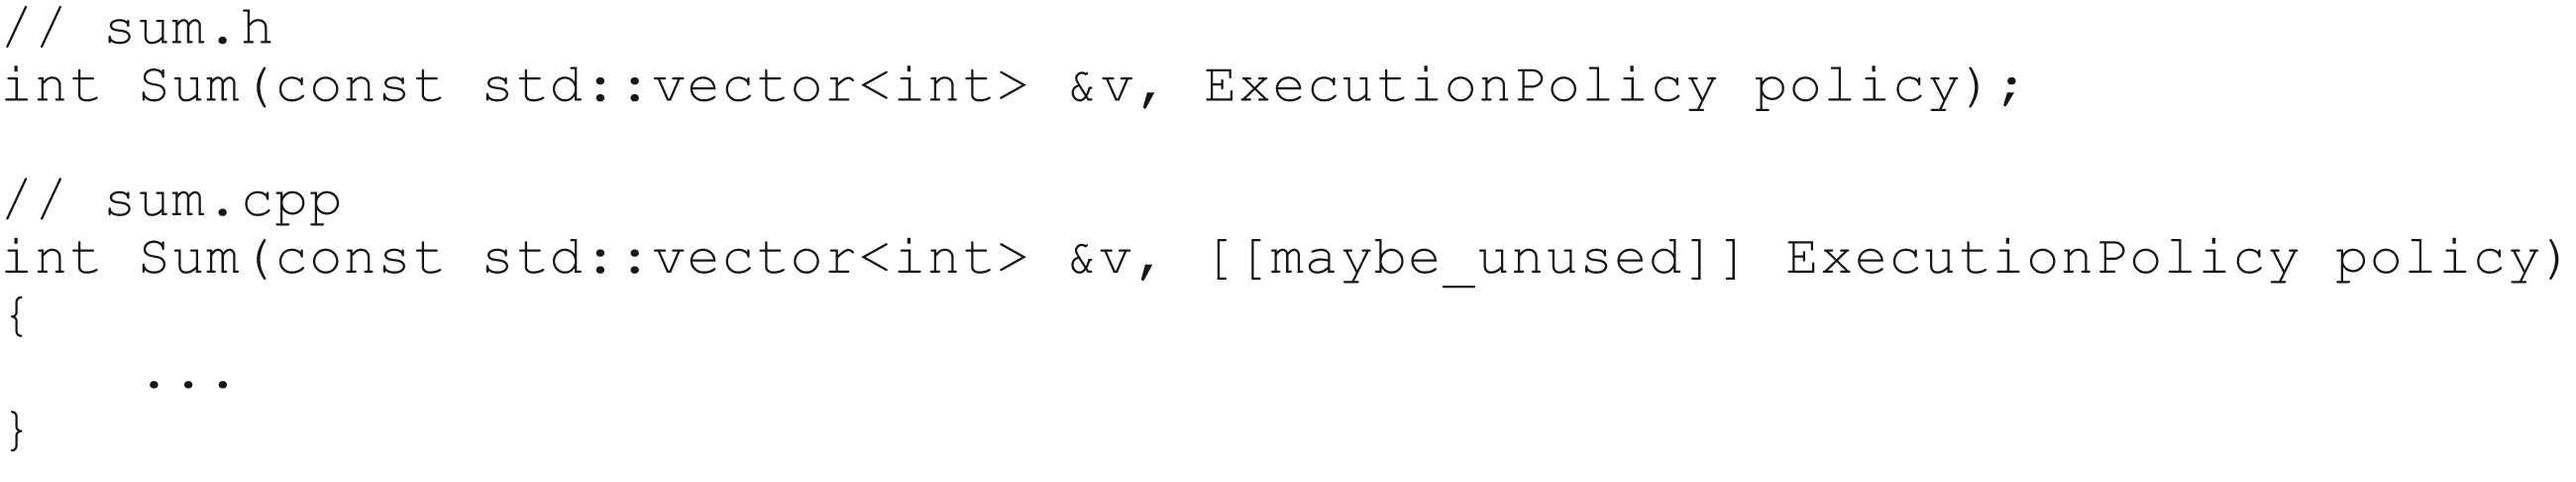 // sum.h
int Sum(const std::vector<int> &v, ExecutionPolicy policy);

// sum.cpp
int Sum(const std::vector<int> &v, [[maybe_unused]] ExecutionPolicy policy)
{
    ...
}